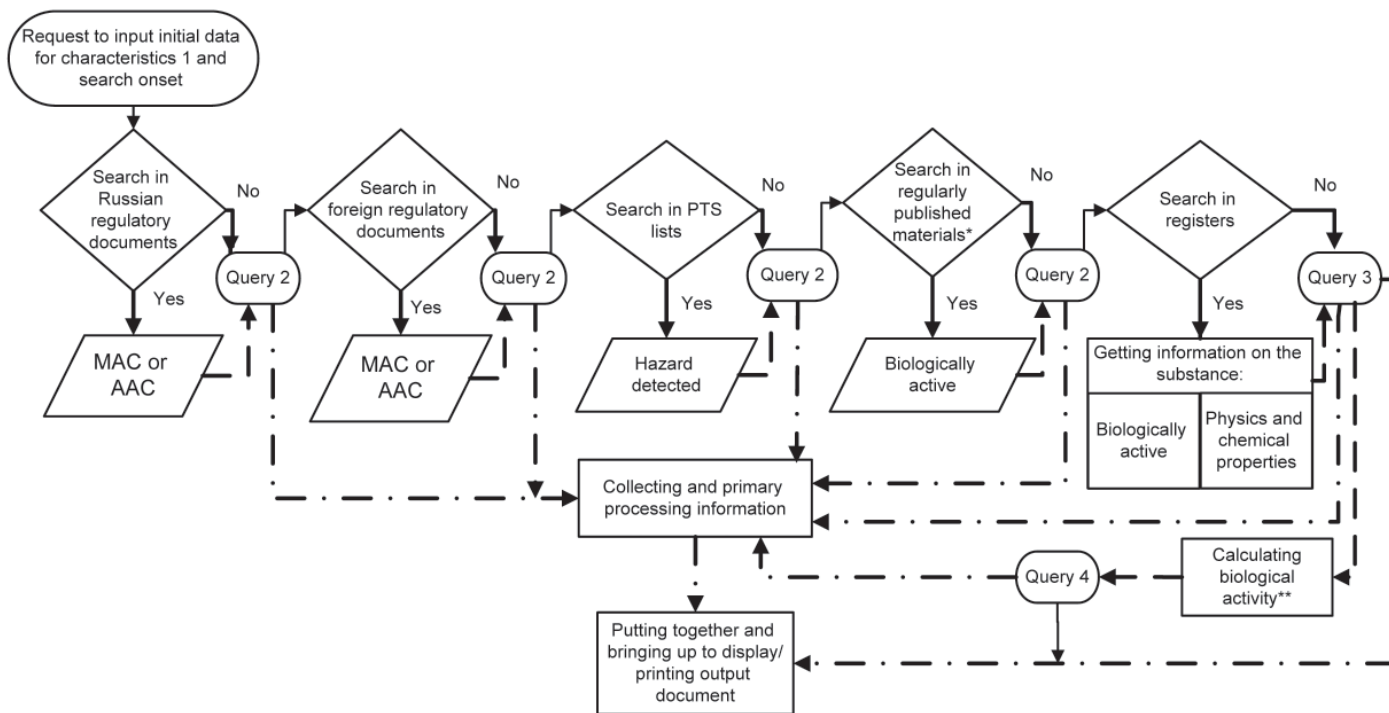 Request to input initial data
for characteristics 1 and
search onset
Search in
Russian
regulatory
documents
No
Yes
Query 2
MAC or
AAC
Search in
foreign regulatory
documents
No
Yes
Query 2
MAC or
AAC
Search in PTS
lists
No
Yes
Query 2
Hazard
detected
Search in
regularly
published
materials*
No
Yes
Query 2
Biologically
active
Search in
registers
No
Yes
Query 3
Getting information on the
substance:
Biologically
active
Physics and
chemical
properties
Collecting and primary
processing information
Calculating
biological
activity**
Query 4
Putting together and
bringing up to display/
printing output
document